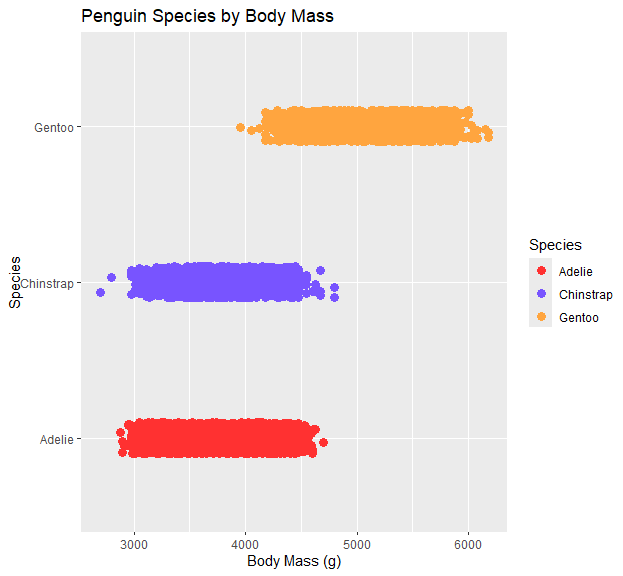 Penguin Species by Body Mass
Gentoo
Chinstrap
Adelie
Species
3000 4000 5000 6000
Body Mass (g)
Species
Adelie
Chinstrap
Gentoo